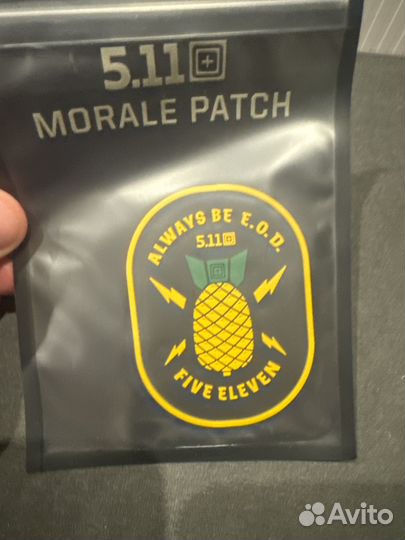 5.11
MORALE PATCH
ALWAYS BE E.O.D.
5.11
FIVE ELEVEN
Avito